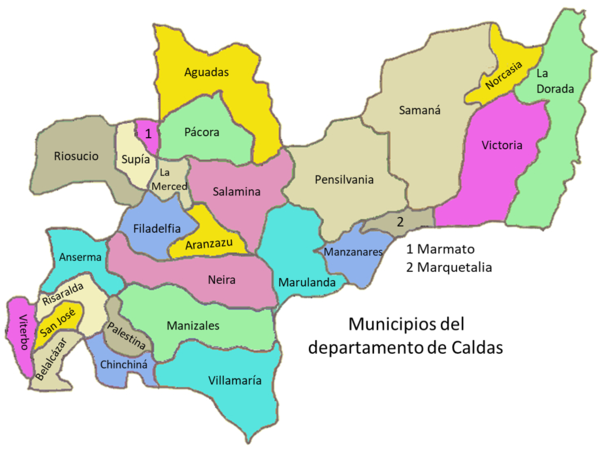 Aguadas
Norcasia
La
Dorada
Samaná
1
Pácora
Victoria
Riosucio
Supía
La
Merced
Salamina
Pensilvania
Filadelfia
2
Aranzazu
Manzanares
1 Marmato
2 Marquetalia
Anserma
Neira
Marulanda
Risaralda
San José
Viterbo
Palestina
Manizales
Municipios del
departamento de Caldas
Belalcázar
Chinchiná
Villamaría